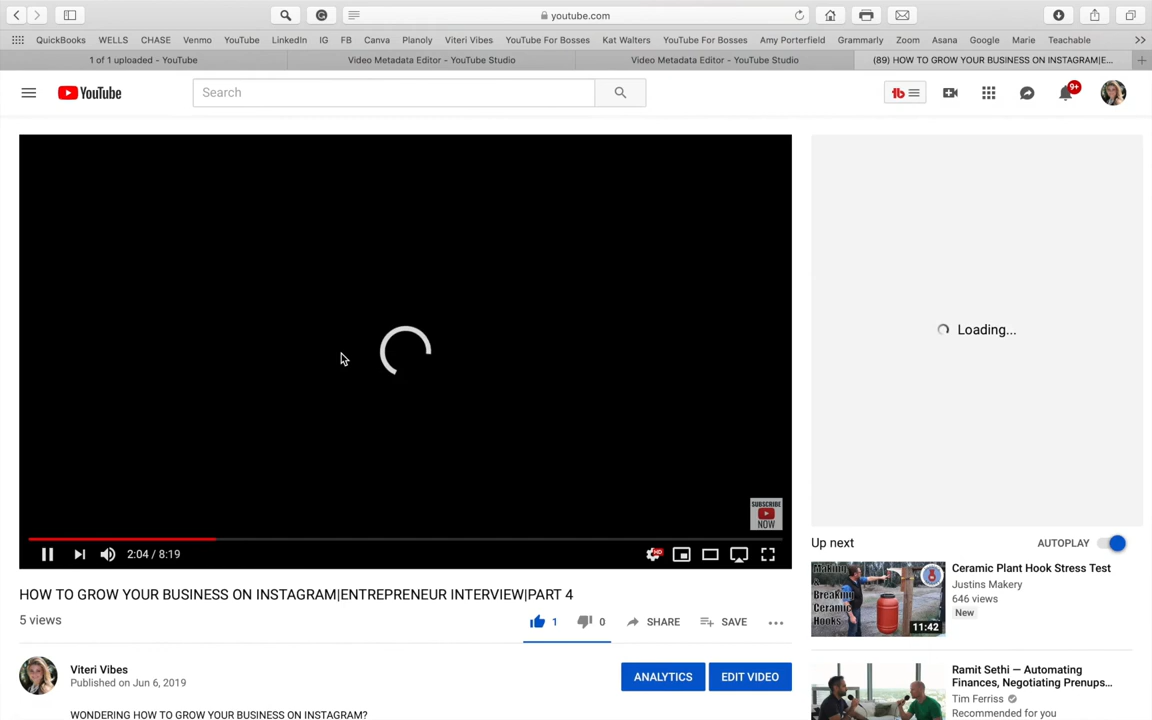 youtube.com
QuickBooks WELLS CHASE Venmo YouTube LinkedIn IG FB Canva Planoly Viteri Vibes YouTube For Bosses Kat Walters YouTube For Bosses Amy Porterfield Grammarly Zoom Asana Google Marie Teachable
1 of 1 uploaded - YouTube Video Metadata Editor - YouTube Studio Video Metadata Editor - YouTube Studio (89) HOW TO GROW YOUR BUSINESS ON INSTAGRAM|E...
YouTube Search 9+
Loading...
SUBSCRIBE
NOW
2:04 / 8:19 HD
HOW TO GROW YOUR BUSINESS ON INSTAGRAM|ENTREPRENEUR INTERVIEW|PART 4
5 views
1 0 SHARE SAVE
Viteri Vibes
Published on Jun 6, 2019
ANALYTICS EDIT VIDEO
WONDERING HOW TO GROW YOUR BUSINESS ON INSTAGRAM?
Up next AUTOPLAY
Making
&
Breaking
Ceramic
Hooks
11:42
Ceramic Plant Hook Stress Test
Justins Makery
646 views
New
Ramit Sethi — Automating
Finances, Negotiating Prenups...
Tim Ferriss
Recommended for you